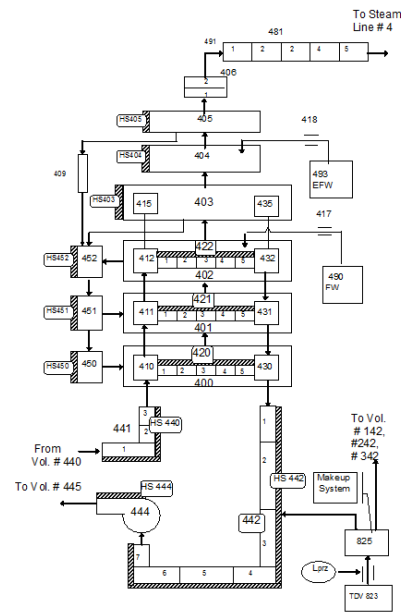 To Steam
Line # 4
481
491
1 2 2 4 5
2
406
1
HS405
405
418
HS404
404
409
493
EFW
HS403
403
415
435
417
422
HS452
452
412
432
1 2 3 4 5
402
490
FW
421
HS451
451
411
431
1 2 3 4 5
401
420
HS450
450
410
430
1 2 3 4 5
400
3
441
2
HS 440
1
1
From
Vol. # 440
To Vol.
# 142,
#242,
# 342
2
HS 442
Makeup
System
To Vol. # 445
HS 444
444
442
3
825
7
6 5 4
Lprz
TDV 823